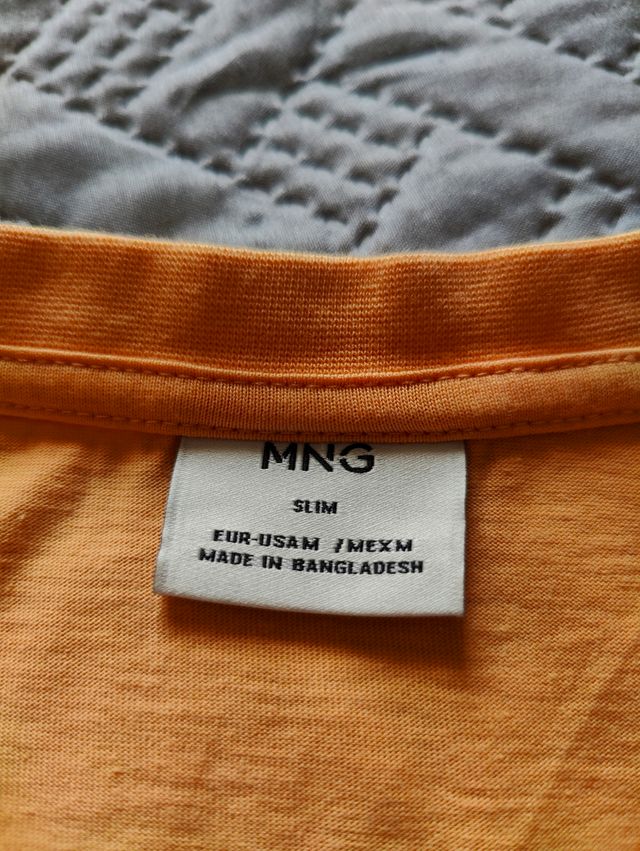 MNG
SLIM
EUR-USAM /MEXM
MADE IN BANGLADESH